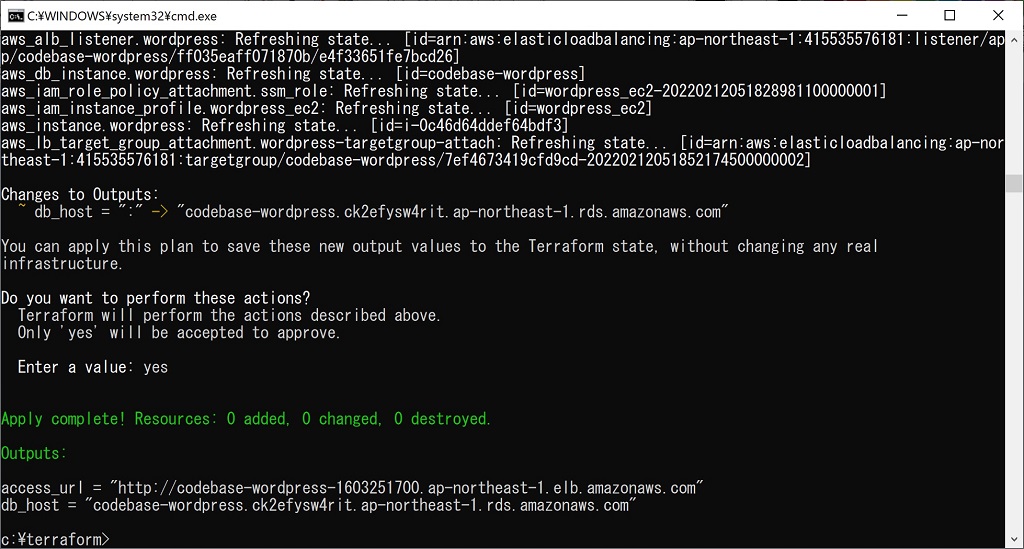 C:¥WINDOWS¥system32¥cmd.exe
aws_alb_listener.wordpress: Refreshing state... [id=arn:aws:elasticloadbalancing:ap-northeast-1:415535576181:listener/ap
p/codebase-wordpress/ff035eaff071870b/e4f33651fe7bcd26]
aws_db_instance.wordpress: Refreshing state... [id=codebase-wordpress]
aws_iam_role_policy_attachment.ssm_role: Refreshing state... [id=wordpress_ec2-20220212051828981100000001]
aws_iam_instance_profile.wordpress_ec2: Refreshing state... [id=wordpress_ec2]
aws_instance.wordpress: Refreshing state... [id=i-0c46d64ddef64bdf3]
aws_lb_target_group_attachment.wordpress-targetgroup-attach: Refreshing state... [id=arn:aws:elasticloadbalancing:ap-nor
theast-1:415535576181:targetgroup/codebase-wordpress/7ef4673419cfd9cd-20220212051852174500000002]
Changes to Outputs:
~ db_host = ":" -> "codebase-wordpress.ck2efysw4rit.ap-northeast-1.rds.amazonaws.com"
You can apply this plan to save these new output values to the Terraform state, without changing any real
infrastructure.
Do you want to perform these actions?
Terraform will perform the actions described above.
Only 'yes' will be accepted to approve.
Enter a value: yes
Apply complete! Resources: 0 added, 0 changed, 0 destroyed.
Outputs:
access_url = "http://codebase-wordpress-1603251700.ap-northeast-1.elb.amazonaws.com"
db_host = "codebase-wordpress.ck2efysw4rit.ap-northeast-1.rds.amazonaws.com"
c:¥terraform>